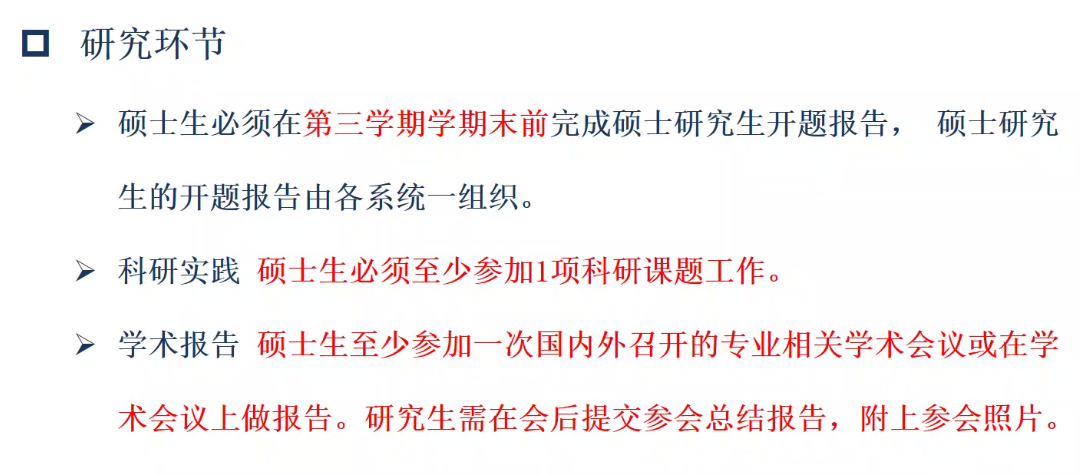 研究环节
硕士生必须在第三学期学期末前完成硕士研究生开题报告， 硕士研究
生的开题报告由各系统一组织。
科研实践 硕士生必须至少参加1项科研课题工作。
学术报告 硕士生至少参加一次国内外召开的专业相关学术会议或在学
术会议上做报告。研究生需在会后提交参会总结报告，附上参会照片。